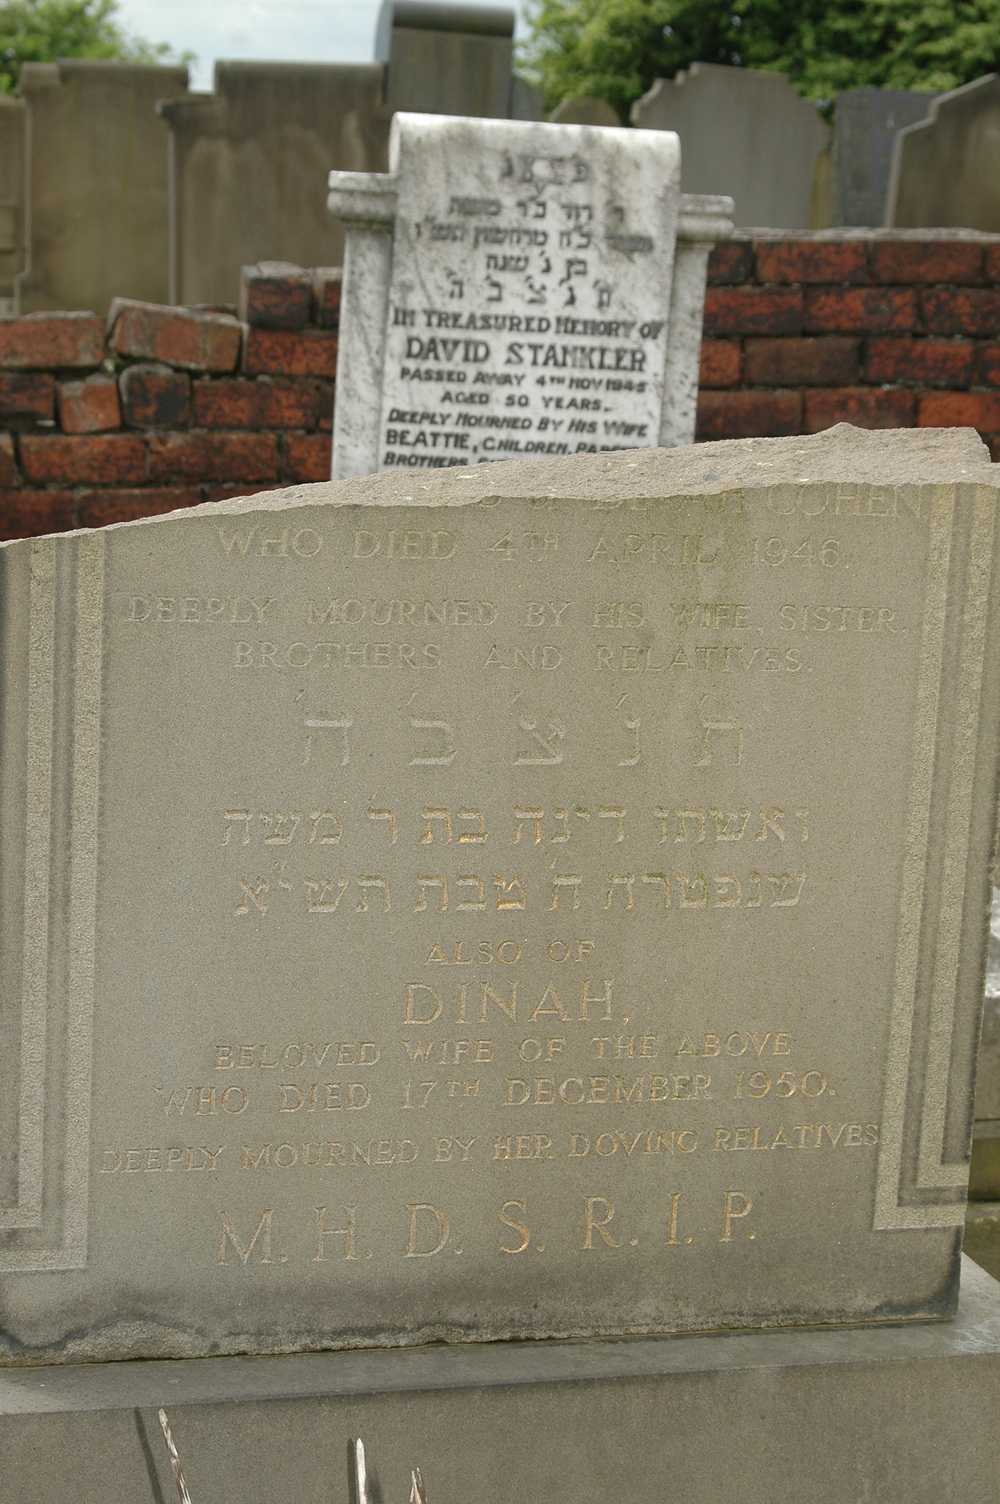 פ נ
ר' דוד ב"ר משה
כ"ח מרחשון תש"ו
בן נ' שנה
ת' נ' צ' ב' ה'
IN TREASURED MEMORY OF
DAVID STANKLER
PASSED AWAY 4TH NOV 1945
AGED 50 YEARS.
DEEPLY MOURNED BY HIS WIFE
BEATTIE, CHILDREN,
BROTHERS
COHEN
WHO DIED 4TH APRIL 1946.
DEEPLY MOURNED BY HIS WIFE, SISTER,
BROTHERS AND RELATIVES.
ת' נ' צ' ב' ה'
ואשתו דינה בת ר' משה
שנפטרה ח' טבת תשי"א
ALSO OF
DINAH,
BELOVED WIFE OF THE ABOVE
WHO DIED 17TH DECEMBER 1950.
DEEPLY MOURNED BY HER LOVING RELATIVES
M. H. D. S. R. I. P.